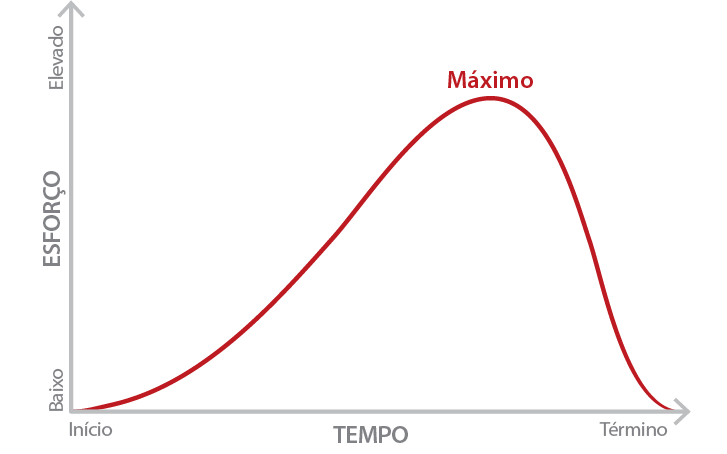 Máximo
Elevado
ESFORÇO
Baixo
Início
TEMPO
Término